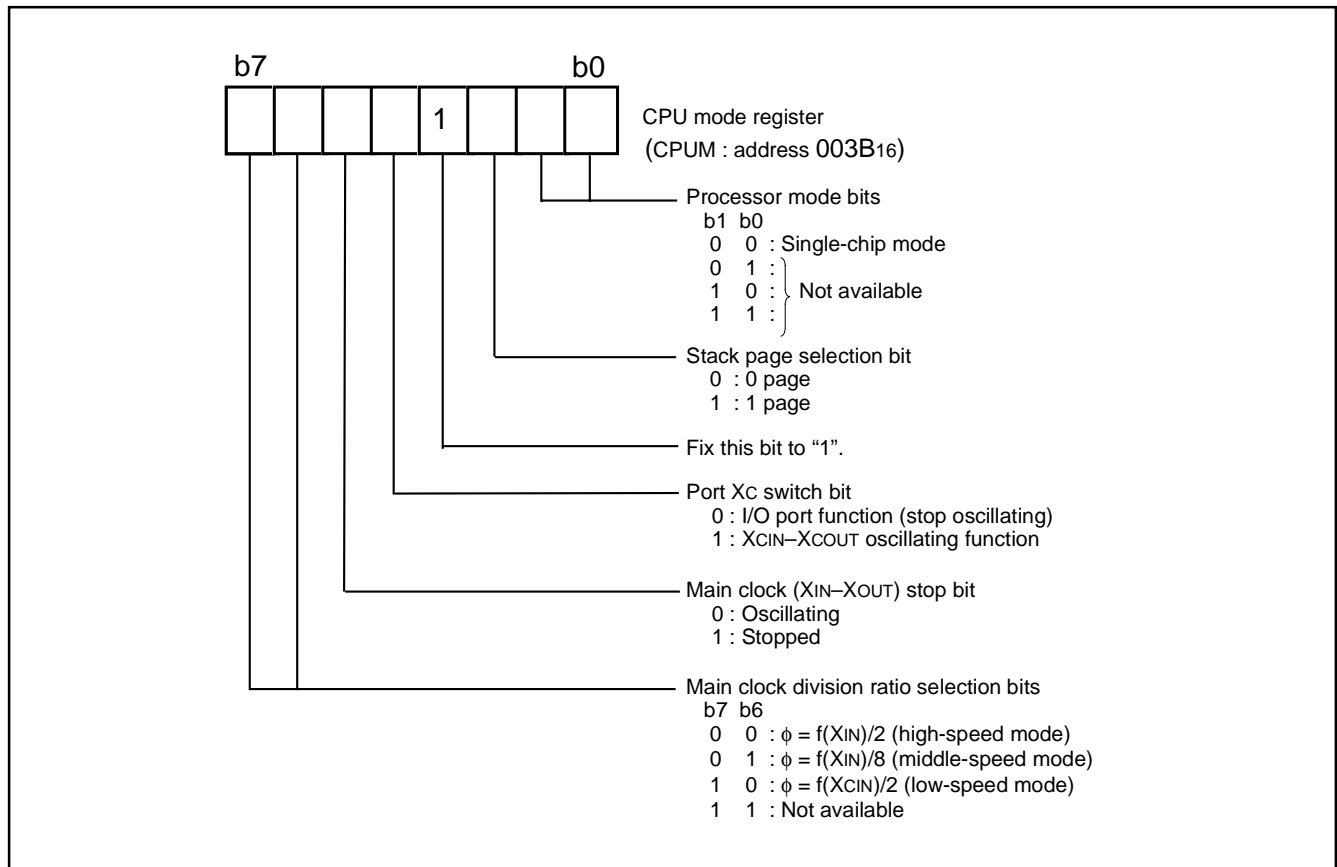 b7 b0
1
CPU mode register
(CPUM : address 003B16)
Processor mode bits
b1 b0
0 0 : Single-chip mode
0 1 :
1 0 : Not available
1 1 :
Stack page selection bit
0 : 0 page
1 : 1 page
Fix this bit to “1”.
Port XC switch bit
0 : I/O port function (stop oscillating)
1 : XCIN–XCOUT oscillating function
Main clock (XIN–XOUT) stop bit
0 : Oscillating
1 : Stopped
Main clock division ratio selection bits
b7 b6
0 0 : ϕ = f(XIN)/2 (high-speed mode)
0 1 : ϕ = f(XIN)/8 (middle-speed mode)
1 0 : ϕ = f(XCIN)/2 (low-speed mode)
1 1 : Not available